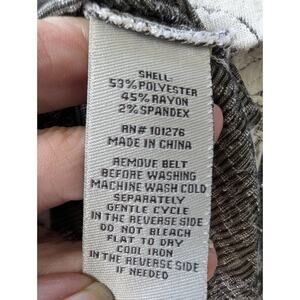 SHELL:
53% POLYESTER
45% RAYON
2% SPANDEX
RN# 101276
MADE IN CHINA
REMOVE BELT
BEFORE WASHING
MACHINE WASH COLD
SEPARATELY
GENTLE CYCLE
IN THE REVERSE SIDE
DO NOT BLEACH
FLAT TO DRY
COOL IRON
IN THE REVERSE SIDE
IF NEEDED